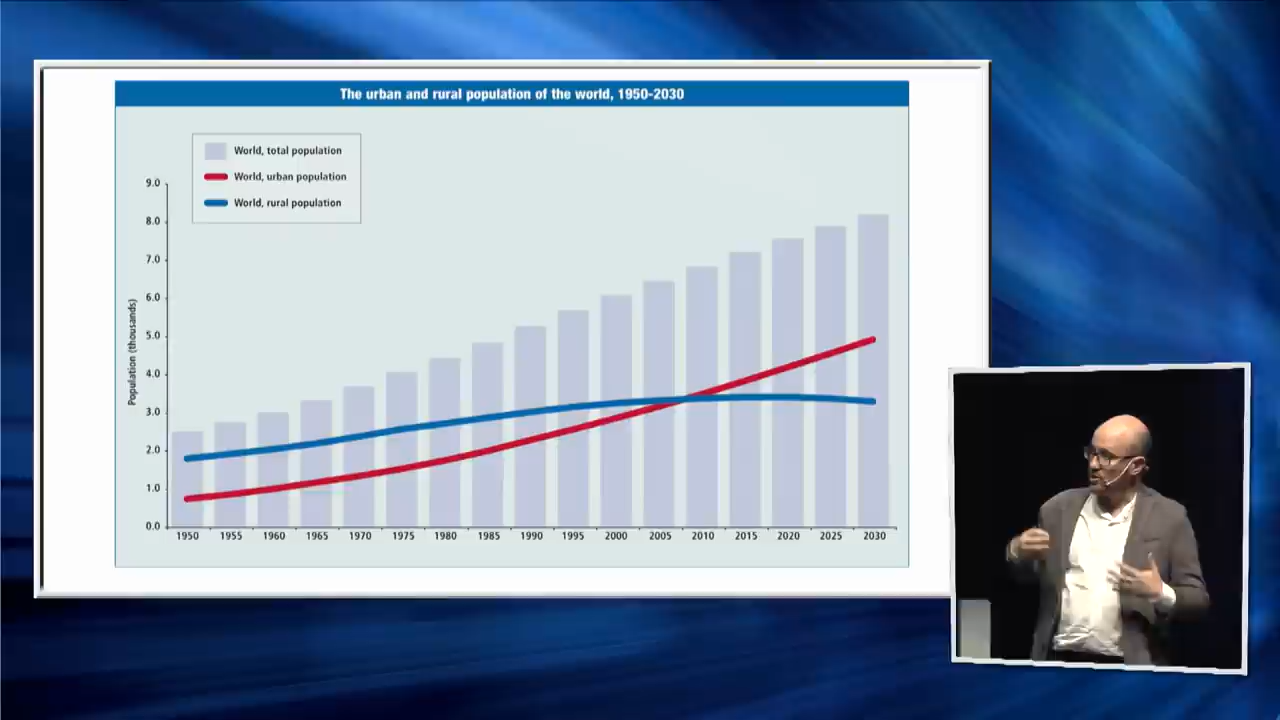 The urban and rural population of the world, 1950-2030
World, total population
World, urban population
World, rural population
Population (thousands)
9.0
8.0
7.0
6.0
5.0
4.0
3.0
2.0
1.0
0.0
1950 1955 1960 1965 1970 1975 1980 1985 1990 1995 2000 2005 2010 2015 2020 2025 2030